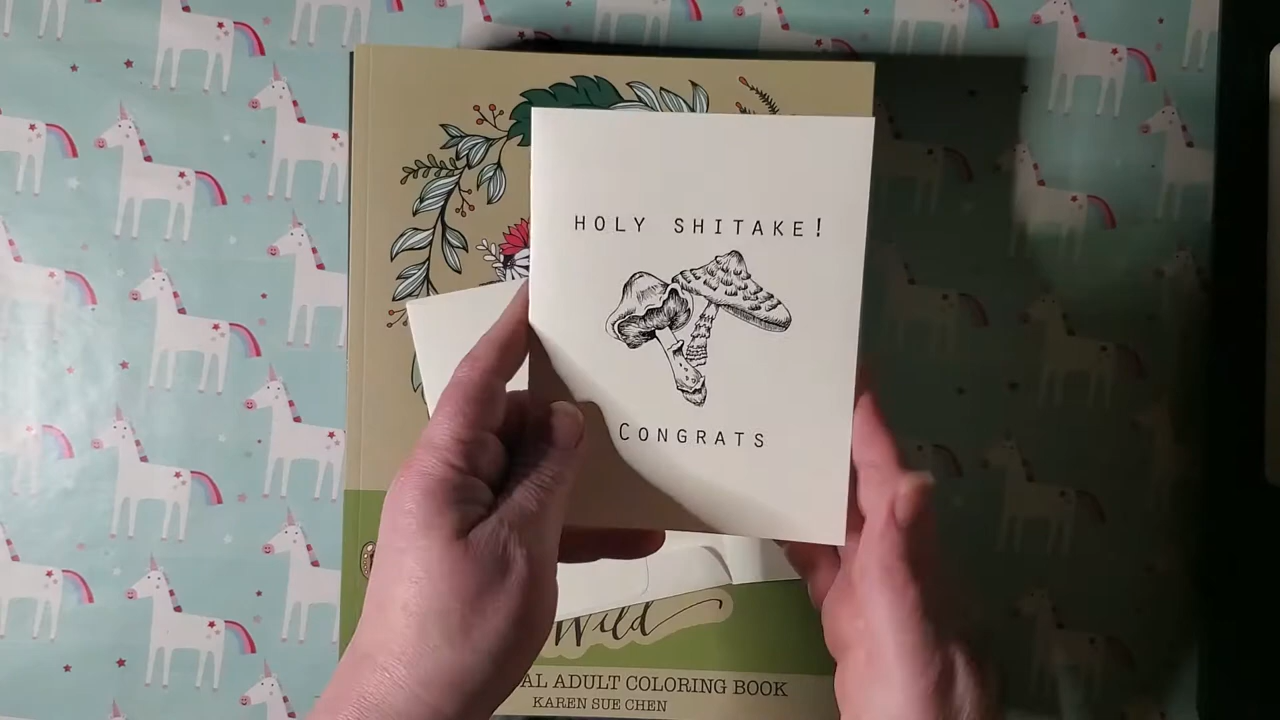 HOLY SHITAKE!
CONGRATS
Wild
AL ADULT COLORING BOOK
KAREN SUE CHEN